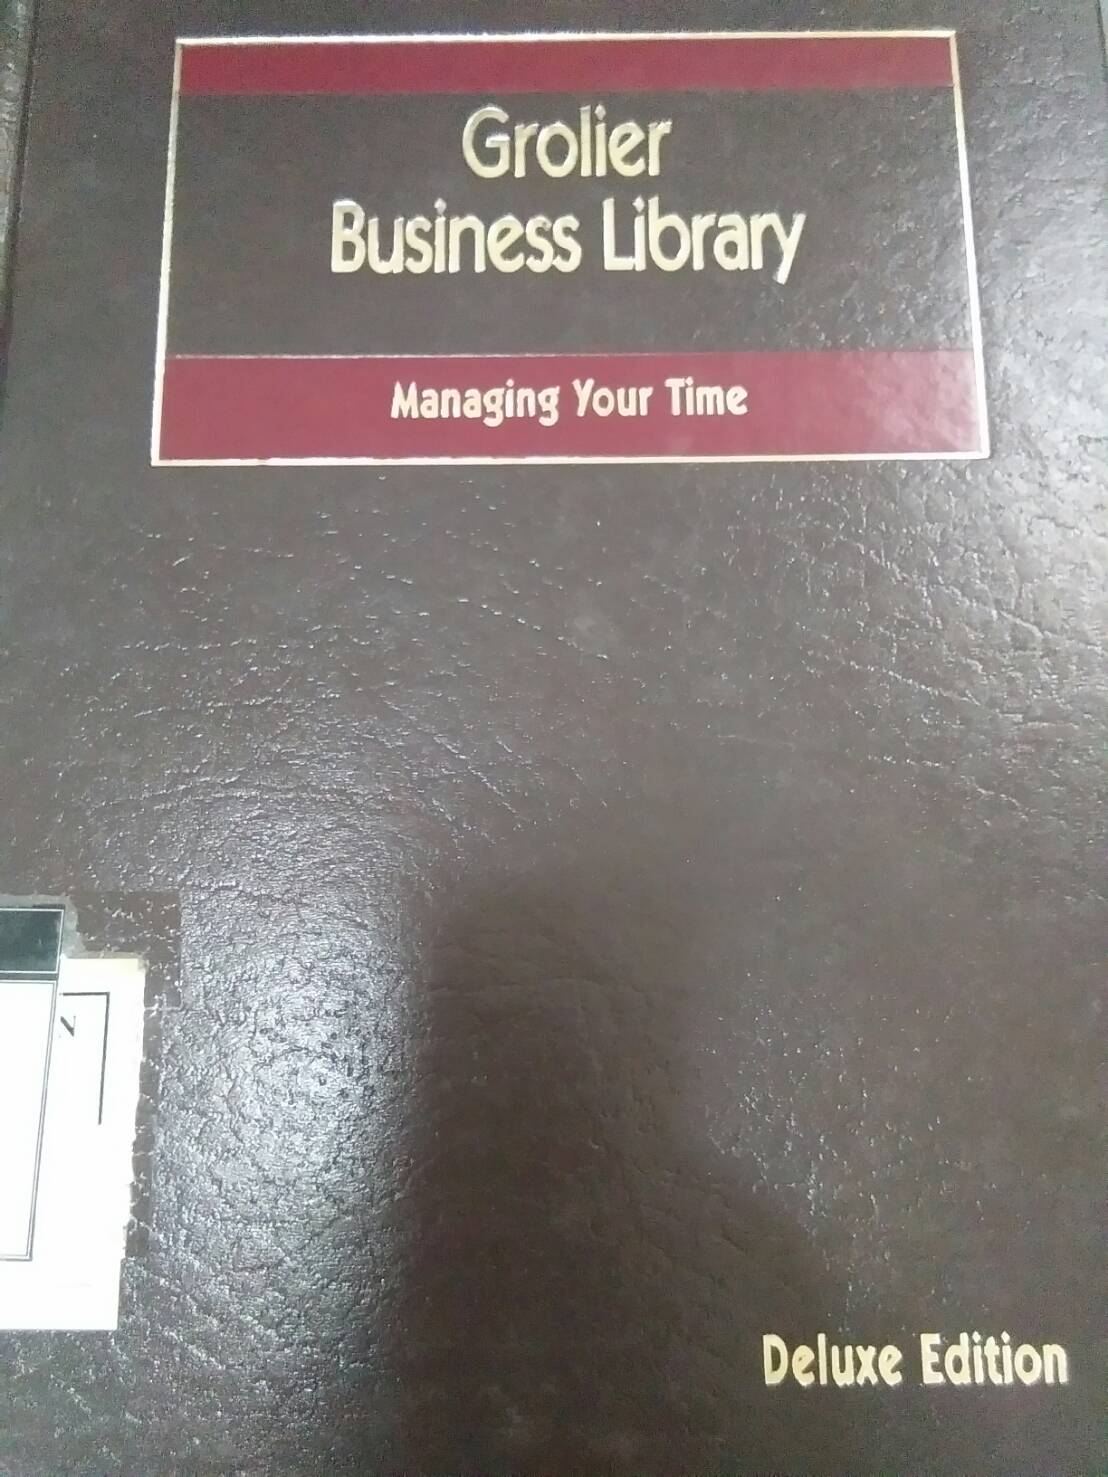 Grolier
Business Library
Managing Your Time
Deluxe Edition